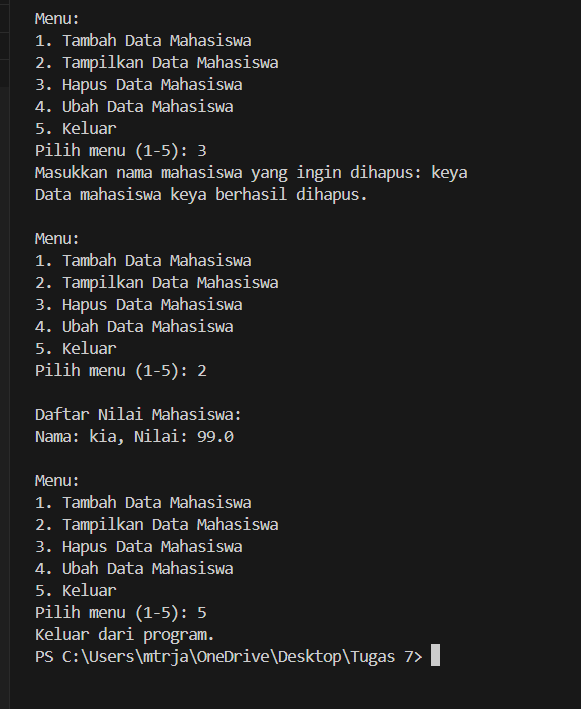 Menu:
1. Tambah Data Mahasiswa
2. Tampilkan Data Mahasiswa
3. Hapus Data Mahasiswa
4. Ubah Data Mahasiswa
5. Keluar
Pilih menu (1-5): 3
Masukkan nama mahasiswa yang ingin dihapus: keya
Data mahasiswa keya berhasil dihapus.

Menu:
1. Tambah Data Mahasiswa
2. Tampilkan Data Mahasiswa
3. Hapus Data Mahasiswa
4. Ubah Data Mahasiswa
5. Keluar
Pilih menu (1-5): 2

Daftar Nilai Mahasiswa:
Nama: kia, Nilai: 99.0

Menu:
1. Tambah Data Mahasiswa
2. Tampilkan Data Mahasiswa
3. Hapus Data Mahasiswa
4. Ubah Data Mahasiswa
5. Keluar
Pilih menu (1-5): 5
Keluar dari program.
PS C:\Users\mtrja\OneDrive\Desktop\Tugas 7>